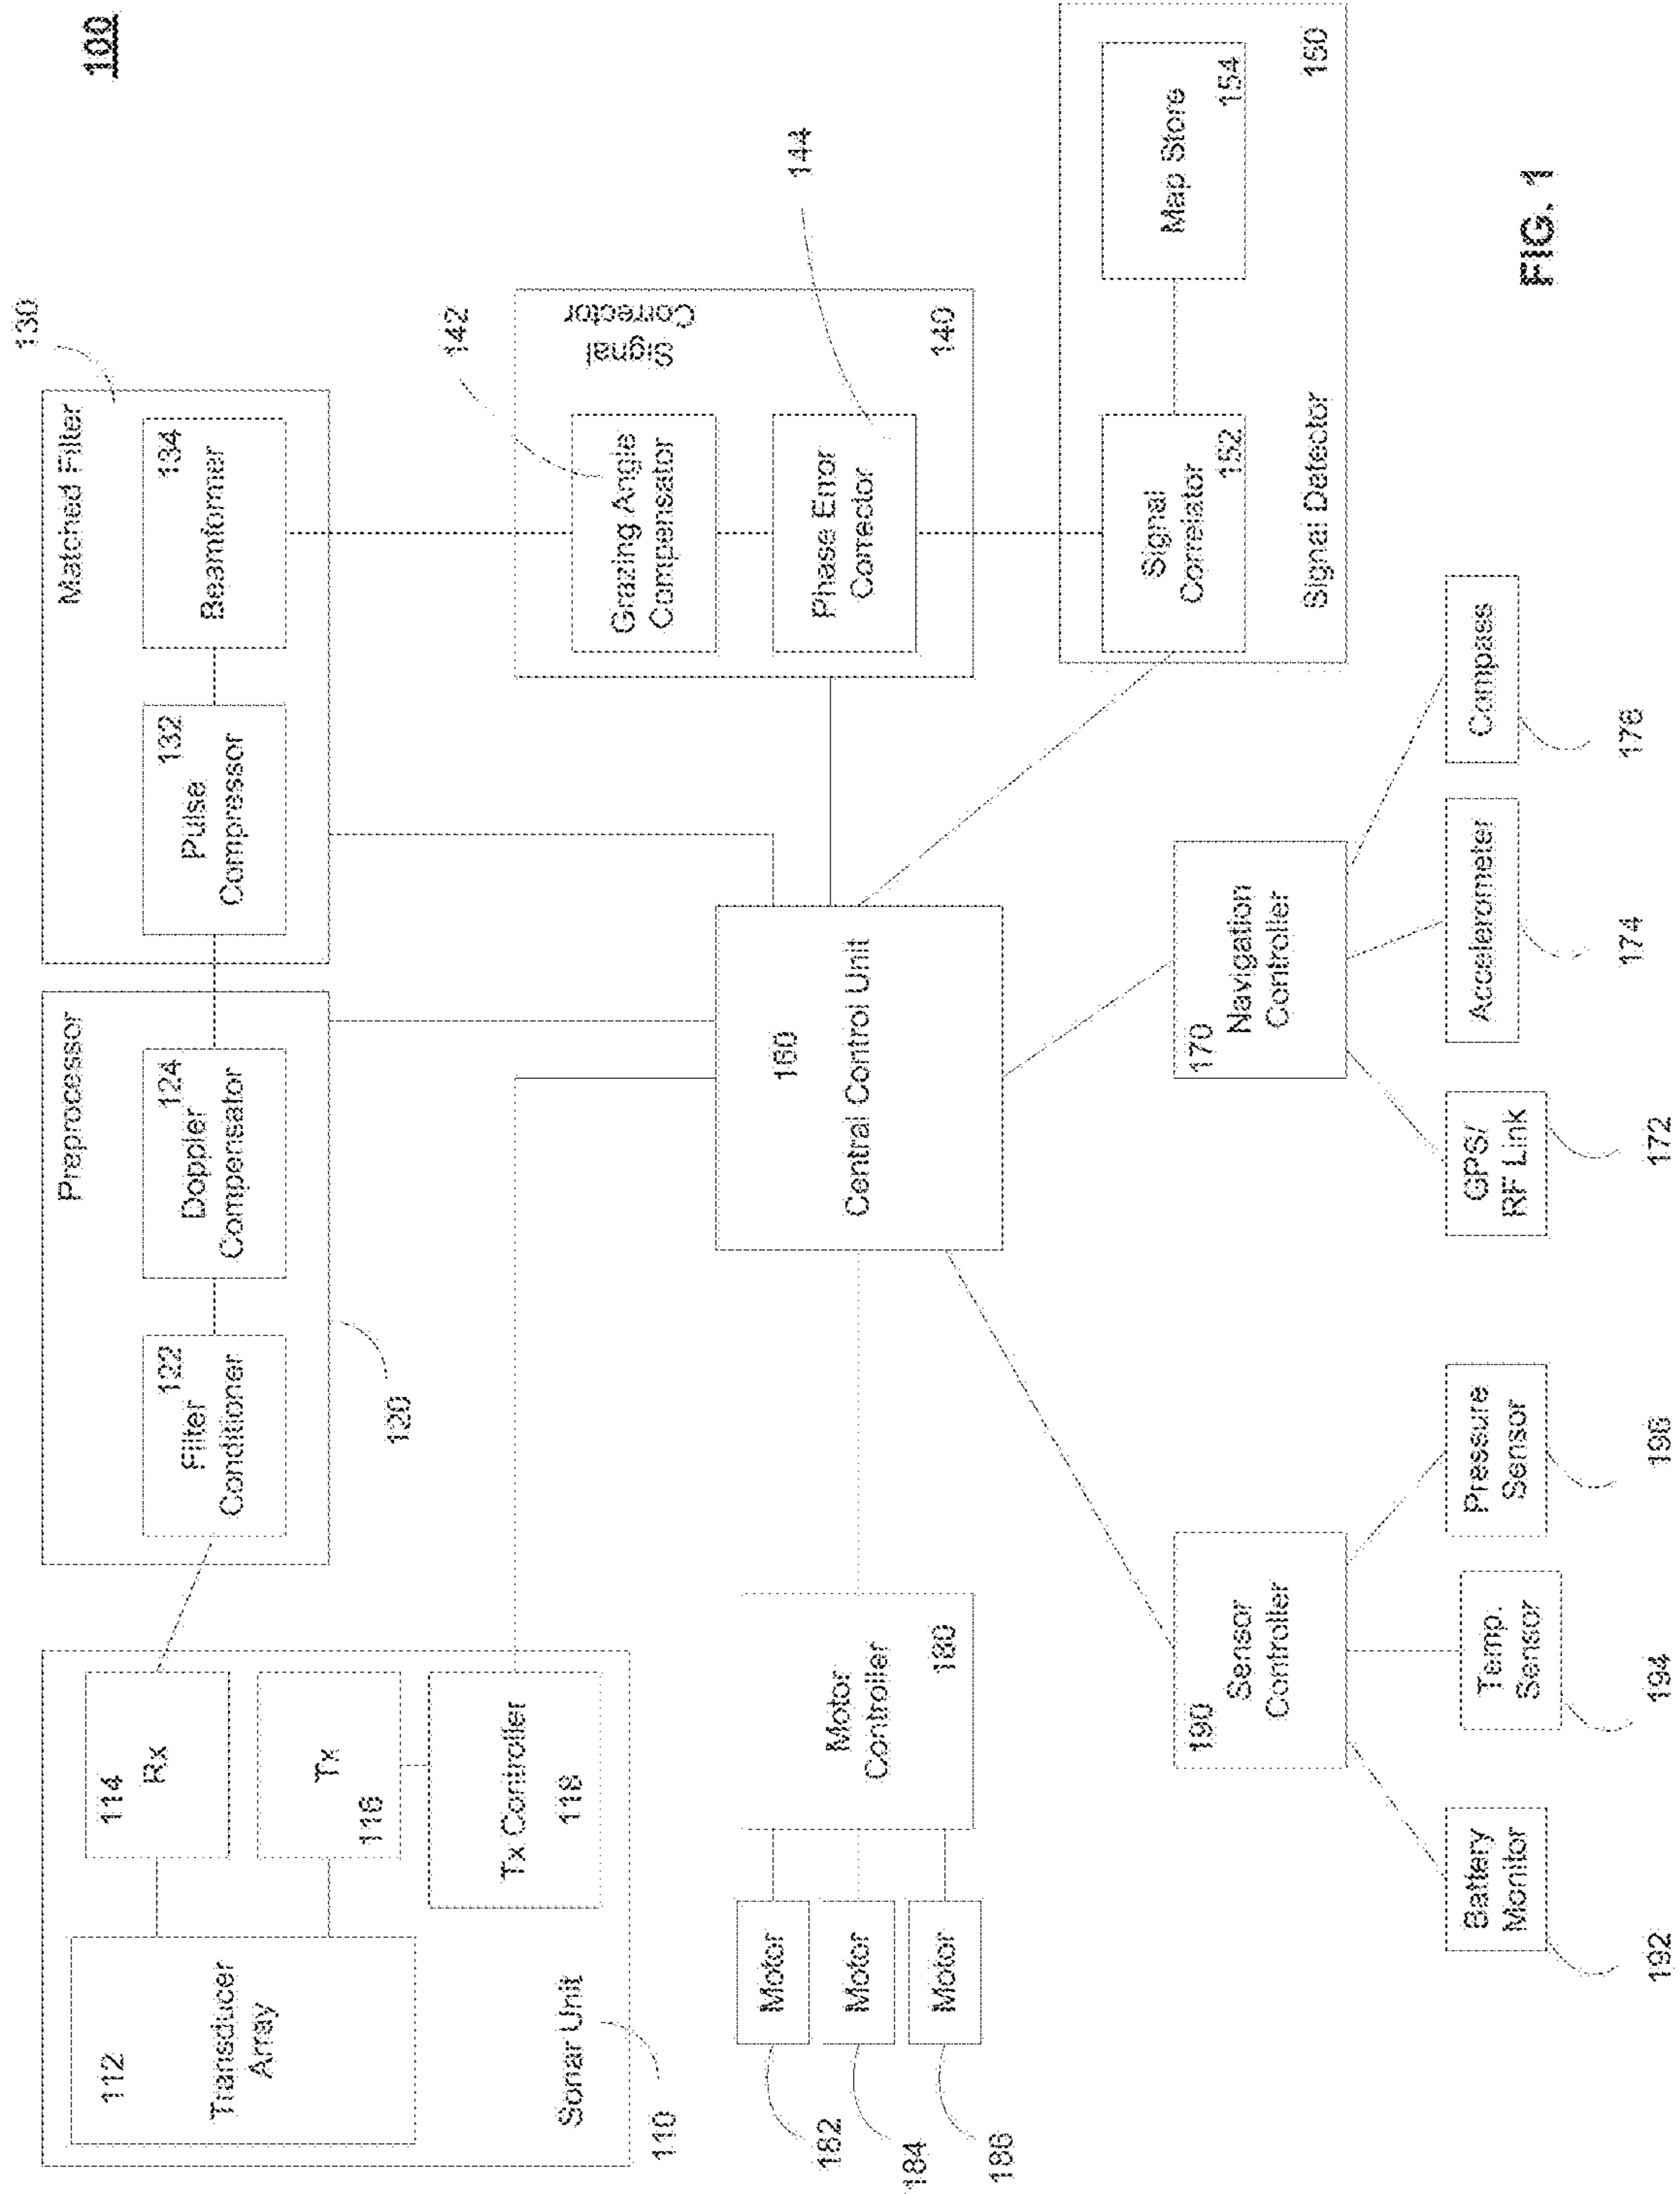 100
112
Transducer
Array
114
Rx
Tx
116
Tx Controller
118
Sonar Unit
110
Preprocessor
122
Filter
Conditioner
124
Doppler
Compensator
120
Matched Filter
130
132
Pulse
Compressor
134
Beamformer
142
Grazing Angle
Compensator
Signal
Corrector
Phase Error
Corrector
140
144
Signal
Correlator
152
Map Store
154
Signal Detector
150
160
Central Control Unit
Motor
Motor
Motor
182
184
186
Motor
Controller
180
190
Sensor
Controller
Battery
Monitor
192
Temp.
Sensor
194
Pressure
Sensor
196
170
Navigation
Controller
GPS/
RF Link
172
Accelerometer
174
Compass
176
FIG. 1